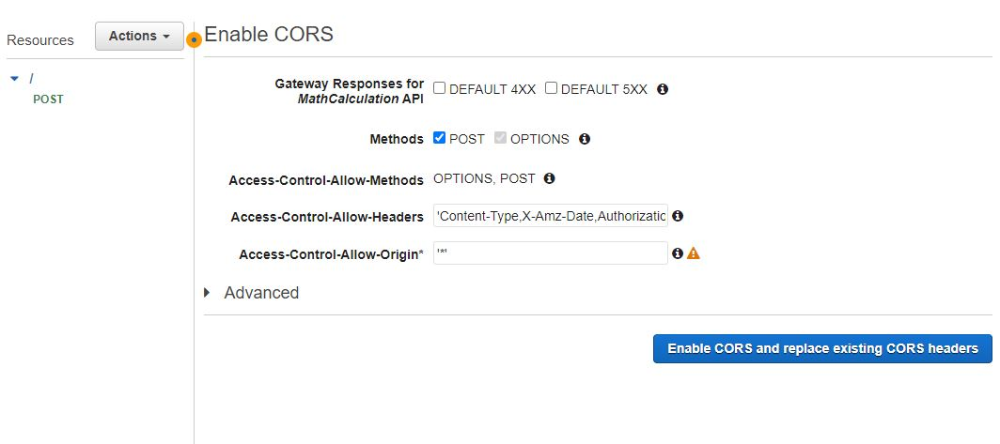 Resources
Actions
Enable CORS
/
POST
Gateway Responses for
MathCalculation API
DEFAULT 4XX
DEFAULT 5XX
Methods
POST
OPTIONS
Access-Control-Allow-Methods
OPTIONS, POST
Access-Control-Allow-Headers
'Content-Type,X-Amz-Date,Authorizatic
Access-Control-Allow-Origin*
'*'
Advanced
Enable CORS and replace existing CORS headers